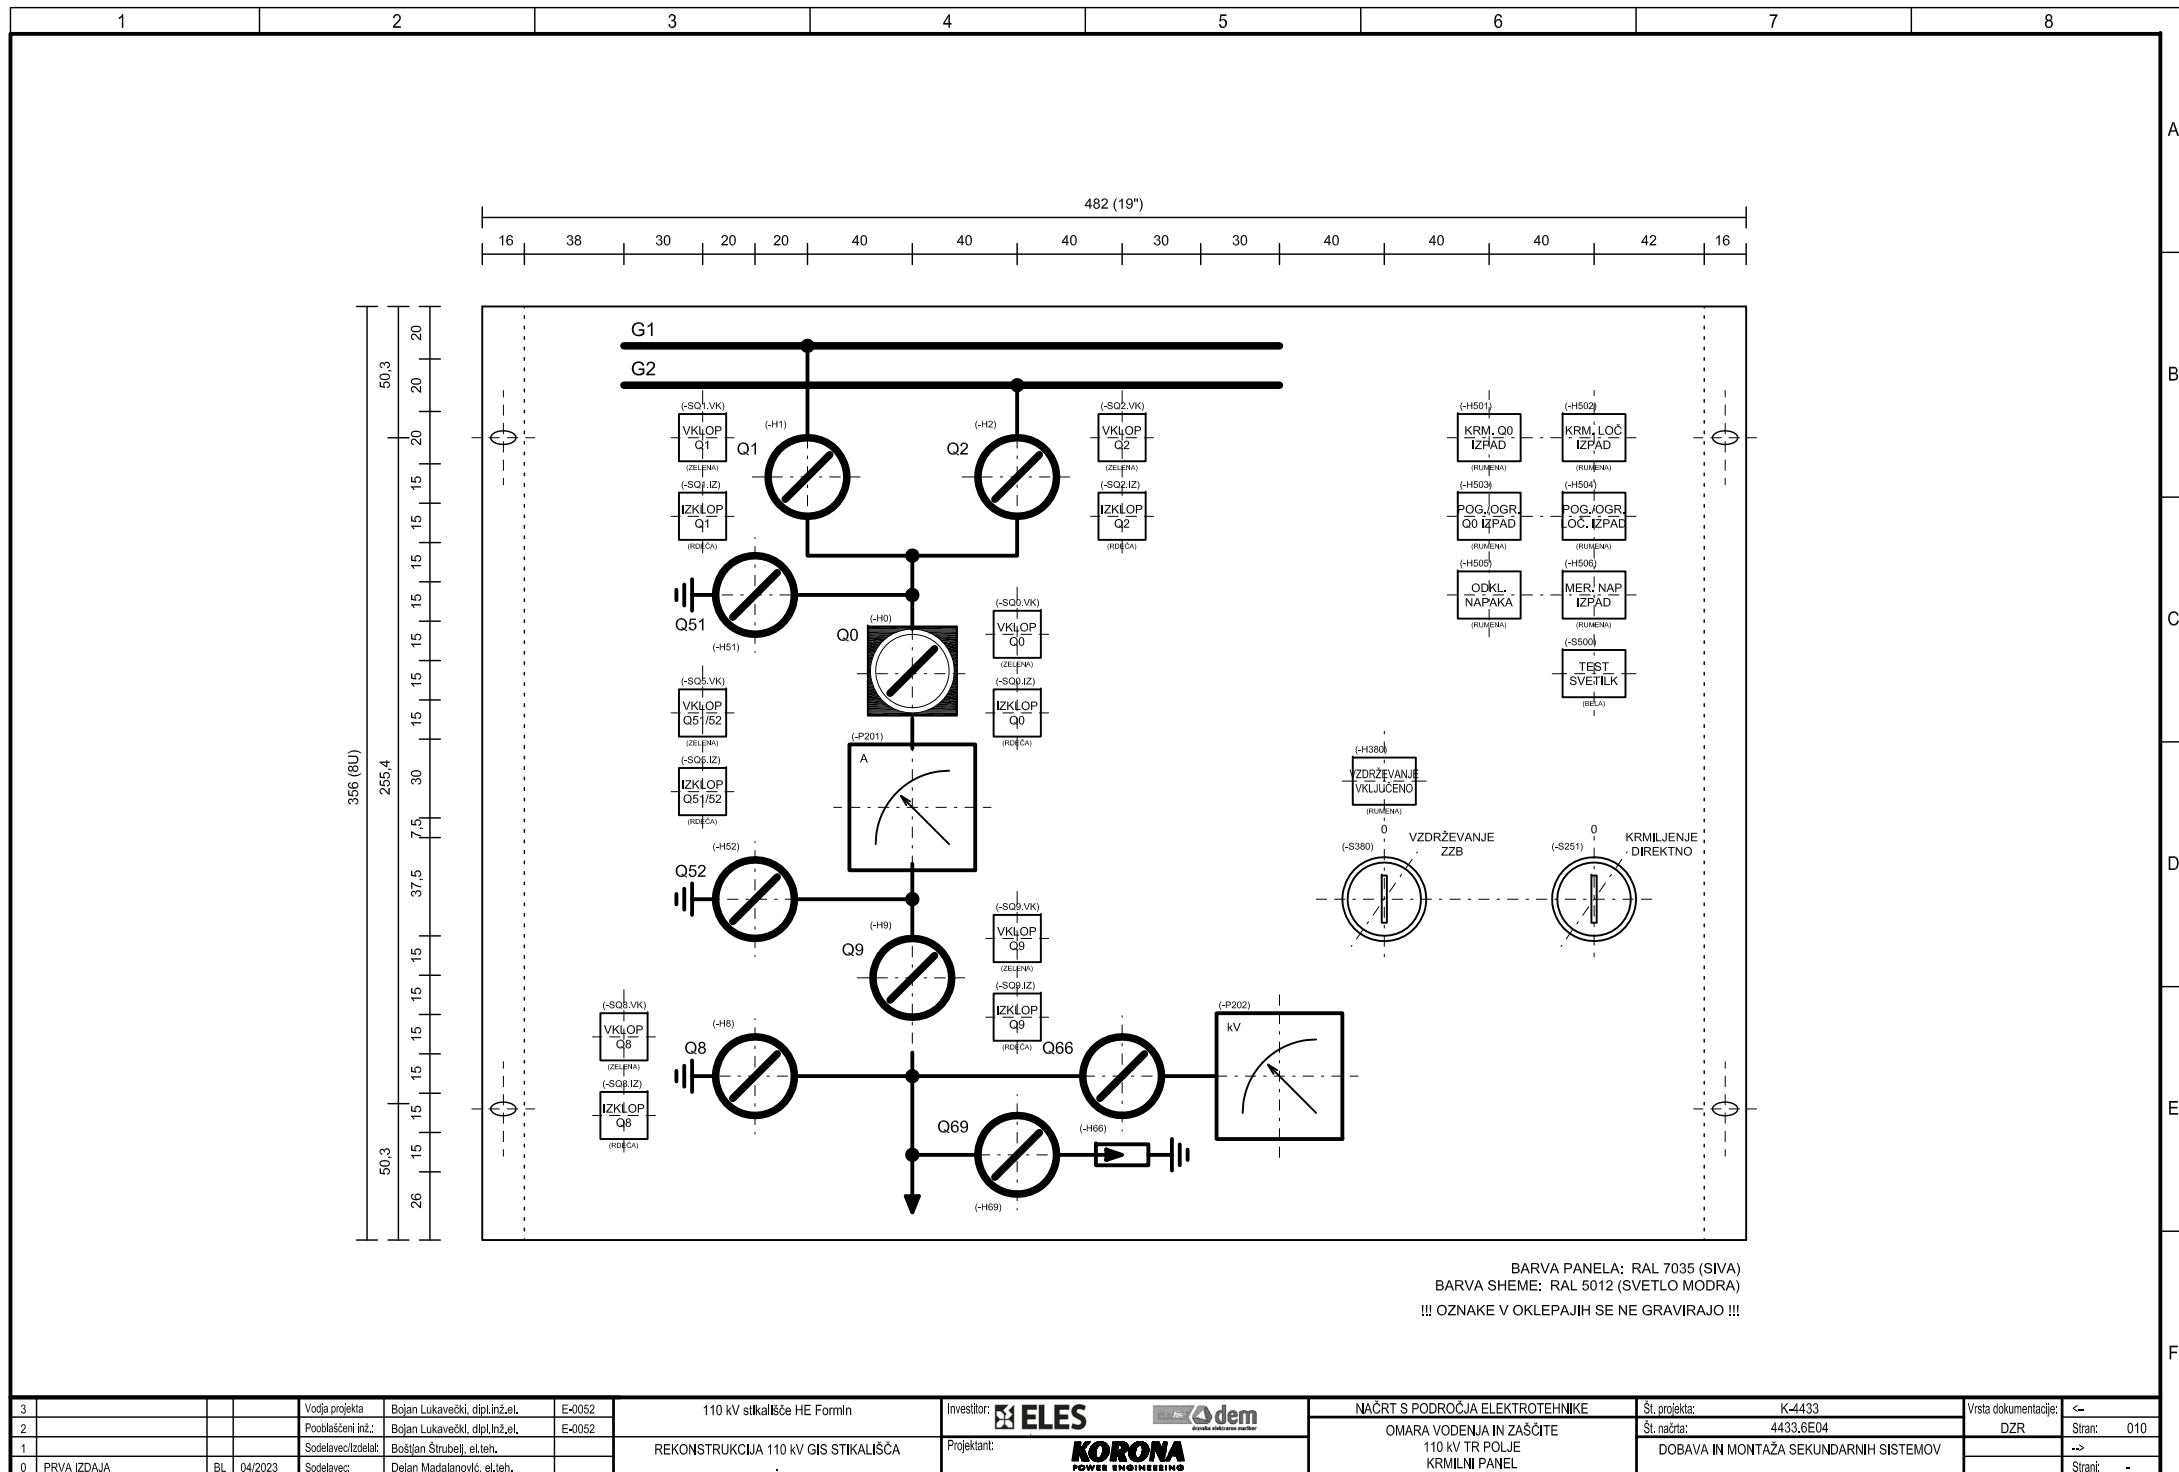 1 2 3 4 5 6 7 8
A
B
C
D
E
F
482 (19")
16 38 30 20 20 40 40 40 30 30 40 40 40 42 16
356 (8U)
50,3
255,4
50,3
20
20
20
15
15
15
15
15
15
15
30
7,5
37,5
15
15
15
15
15
15
26
G1
G2
(-SQ1.VK)
VKLOP
Q1
(ZELENA)
(-SQ1.IZ)
IZKLOP
Q1
(RDEČA)
(-H1)
Q1
(-H2)
Q2
(-SQ2.VK)
VKLOP
Q2
(ZELENA)
(-SQ2.IZ)
IZKLOP
Q2
(RDEČA)
(-H501)
KRM. Q0
IZPAD
(RUMENA)
(-H502)
KRM. LOČ
IZPAD
(RUMENA)
(-H503)
POG./OGR.
Q0 IZPAD
(RUMENA)
(-H504)
POG./OGR.
LOČ. IZPAD
(RUMENA)
(-H505)
ODKL.
NAPAKA
(RUMENA)
(-H506)
MER. NAP
IZPAD
(RUMENA)
(-S500)
TEST
SVETILK
(BELA)
Q51
(-H51)
Q0
(-H0)
(-SQ0.VK)
VKLOP
Q0
(ZELENA)
(-SQ0.IZ)
IZKLOP
Q0
(RDEČA)
(-SQ5.VK)
VKLOP
Q51/52
(ZELENA)
(-SQ5.IZ)
IZKLOP
Q51/52
(RDEČA)
(-P201)
A
(-H380)
VZDRŽEVANJE
VKLJUČENO
(RUMENA)
0
VZDRŽEVANJE
ZZB
(-S380)
0
KRMILJENJE
DIREKTNO
(-S251)
(-H52)
Q52
(-H9)
Q9
(-SQ9.VK)
VKLOP
Q9
(ZELENA)
(-SQ9.IZ)
IZKLOP
Q9
(RDEČA)
(-SQ8.VK)
VKLOP
Q8
(ZELENA)
(-SQ8.IZ)
IZKLOP
Q8
(RDEČA)
(-H8)
Q8
Q66
(-H66)
(-P202)
kV
Q69
(-H69)
BARVA PANELA: RAL 7035 (SIVA)
BARVA SHEME: RAL 5012 (SVETLO MODRA)
!!! OZNAKE V OKLEPAJIH SE NE GRAVIRAJO !!!
3
2
1
0 PRVA IZDAJA BL 04/2023
Vodja projekta Bojan Lukavečki, dipl.inž.el. E-0052
Pooblaščeni inž.: Bojan Lukavečki, dipl.inž.el. E-0052
Sodelavec/Izdelal: Boštjan Štrubelj, el.teh.
Sodelavec: Dejan Madalanović, el.teh.
110 kV stikališče HE Formin
REKONSTRUKCIJA 110 kV GIS STIKALIŠČA
Investitor: ELES hse dem
dravske elektrarne maribor
Projektant: KORONA
POWER ENGINEERING
NAČRT S PODROČJA ELEKTROTEHNIKE
OMARA VODENJA IN ZAŠČITE
110 kV TR POLJE
KRMILNI PANEL
Št. projekta: K-4433
Št. načrta: 4433.6E04
DOBAVA IN MONTAŽA SEKUNDARNIH SISTEMOV
Vrsta dokumentacije:
DZR
<--
Stran: 010
-->
Strani: -